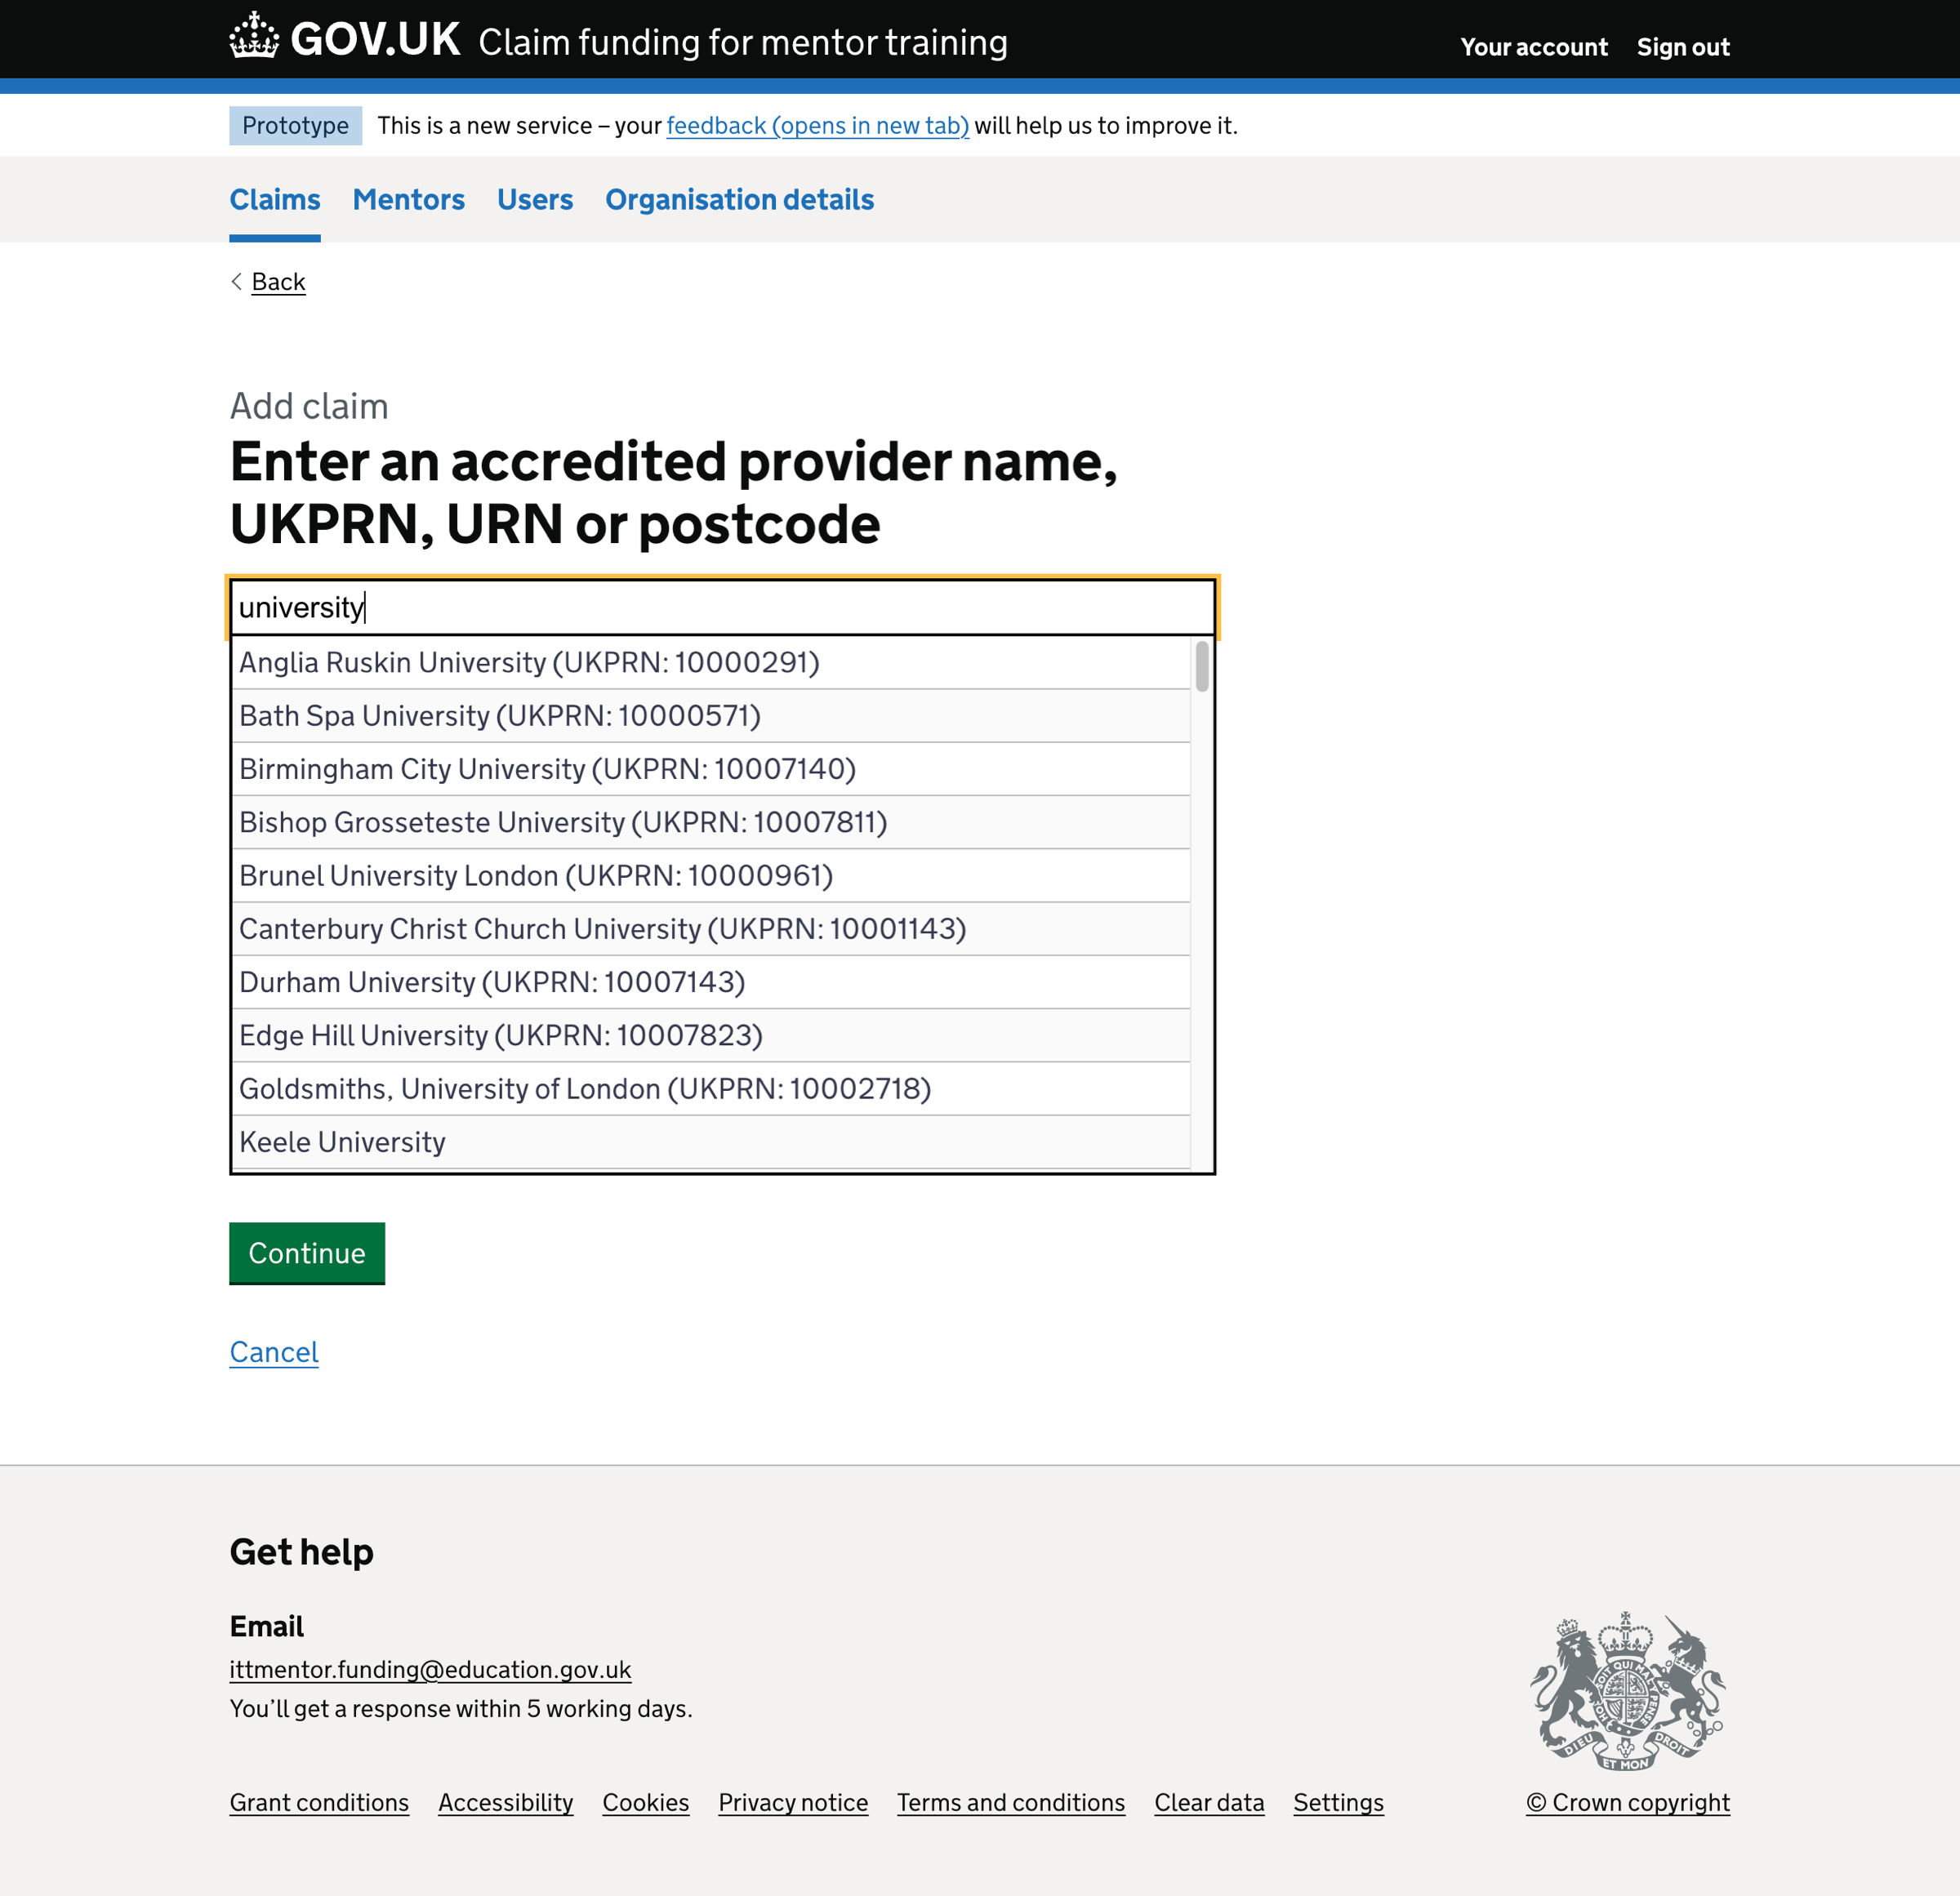 GOV.UK Claim funding for mentor training
Your account Sign out
Prototype This is a new service – your feedback (opens in new tab) will help us to improve it.
Claims Mentors Users Organisation details
Back
Add claim
Enter an accredited provider name,
UKPRN, URN or postcode
university
Anglia Ruskin University (UKPRN: 10000291)
Bath Spa University (UKPRN: 10000571)
Birmingham City University (UKPRN: 10007140)
Bishop Grosseteste University (UKPRN: 10007811)
Brunel University London (UKPRN: 10000961)
Canterbury Christ Church University (UKPRN: 10001143)
Durham University (UKPRN: 10007143)
Edge Hill University (UKPRN: 10007823)
Goldsmiths, University of London (UKPRN: 10002718)
Keele University
Continue
Cancel
Get help
Email
ittmentor.funding@education.gov.uk
You’ll get a response within 5 working days.
DIEU ET MON DROIT
Grant conditions Accessibility Cookies Privacy notice Terms and conditions Clear data Settings
© Crown copyright